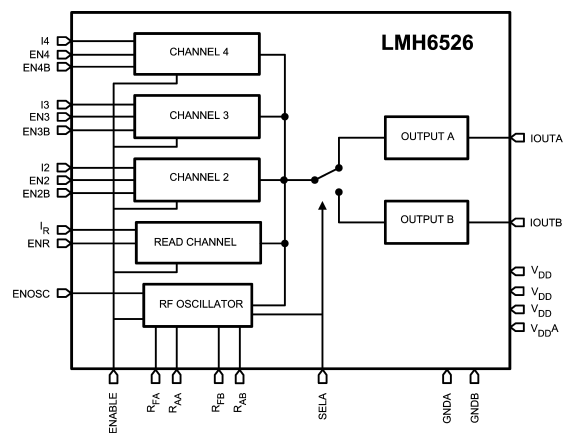 LMH6526
I4
EN4
EN4B
CHANNEL 4
I3
EN3
EN3B
CHANNEL 3
I2
EN2
EN2B
CHANNEL 2
IR
ENR
READ CHANNEL
ENOSC
RF OSCILLATOR
OUTPUT A
IOUTA
OUTPUT B
IOUTB
VDD
VDD
VDD
VDDA
ENABLE
RFA
RAA
RFB
RAB
SELA
GNDA
GNDB